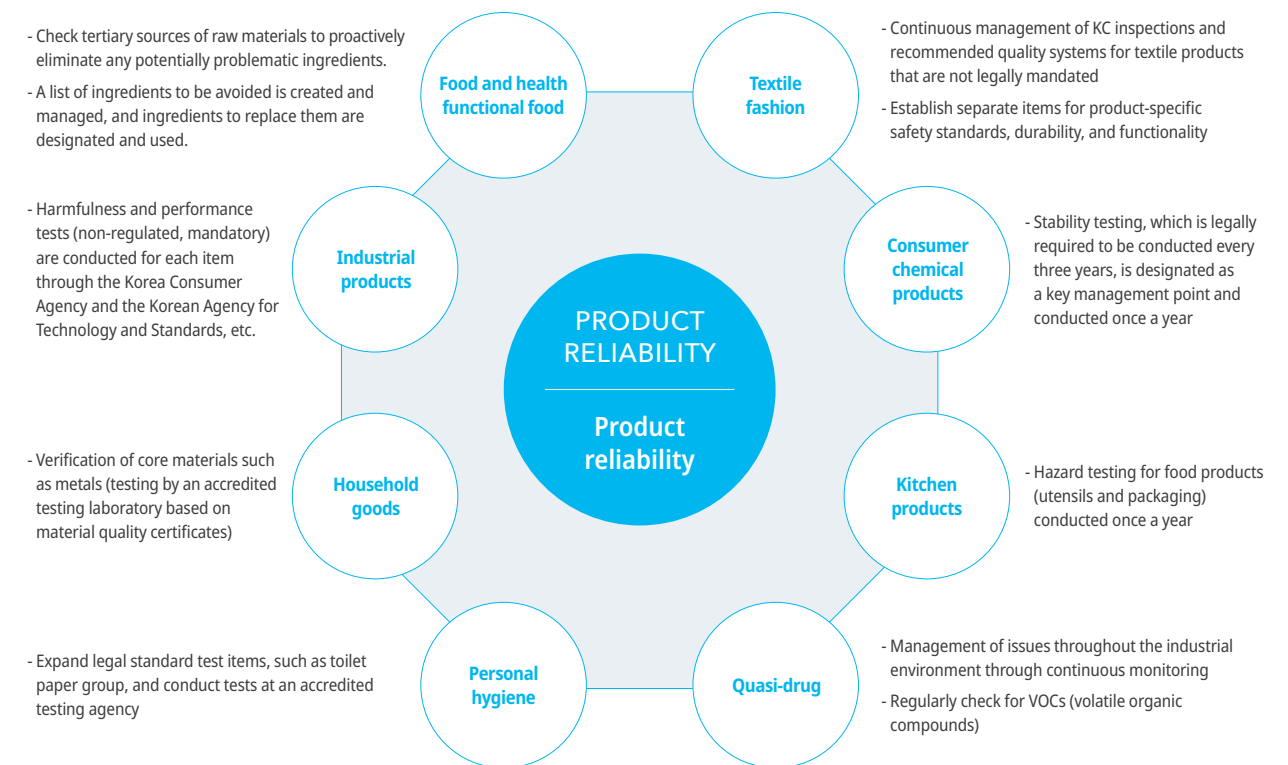 - Check tertiary sources of raw materials to proactively
eliminate any potentially problematic ingredients.
- A list of ingredients to be avoided is created and
managed, and ingredients to replace them are
designated and used.
Food and health
functional food
Textile
fashion
- Continuous management of KC inspections and
recommended quality systems for textile products
that are not legally mandated
- Establish separate items for product-specific
safety standards, durability, and functionality
- Harmfulness and performance
tests (non-regulated, mandatory)
are conducted for each item
through the Korea Consumer
Agency and the Korean Agency for
Technology and Standards, etc.
Industrial
products
Consumer
chemical
products
- Stability testing, which is legally
required to be conducted every
three years, is designated as
a key management point and
conducted once a year
PRODUCT
RELIABILITY
Product
reliability
- Verification of core materials such
as metals (testing by an accredited
testing laboratory based on
material quality certificates)
Household
goods
Kitchen
products
- Hazard testing for food products
(utensils and packaging)
conducted once a year
- Expand legal standard test items, such as toilet
paper group, and conduct tests at an accredited
testing agency
Personal
hygiene
Quasi-drug
- Management of issues throughout the industrial
environment through continuous monitoring
- Regularly check for VOCs (volatile organic
compounds)